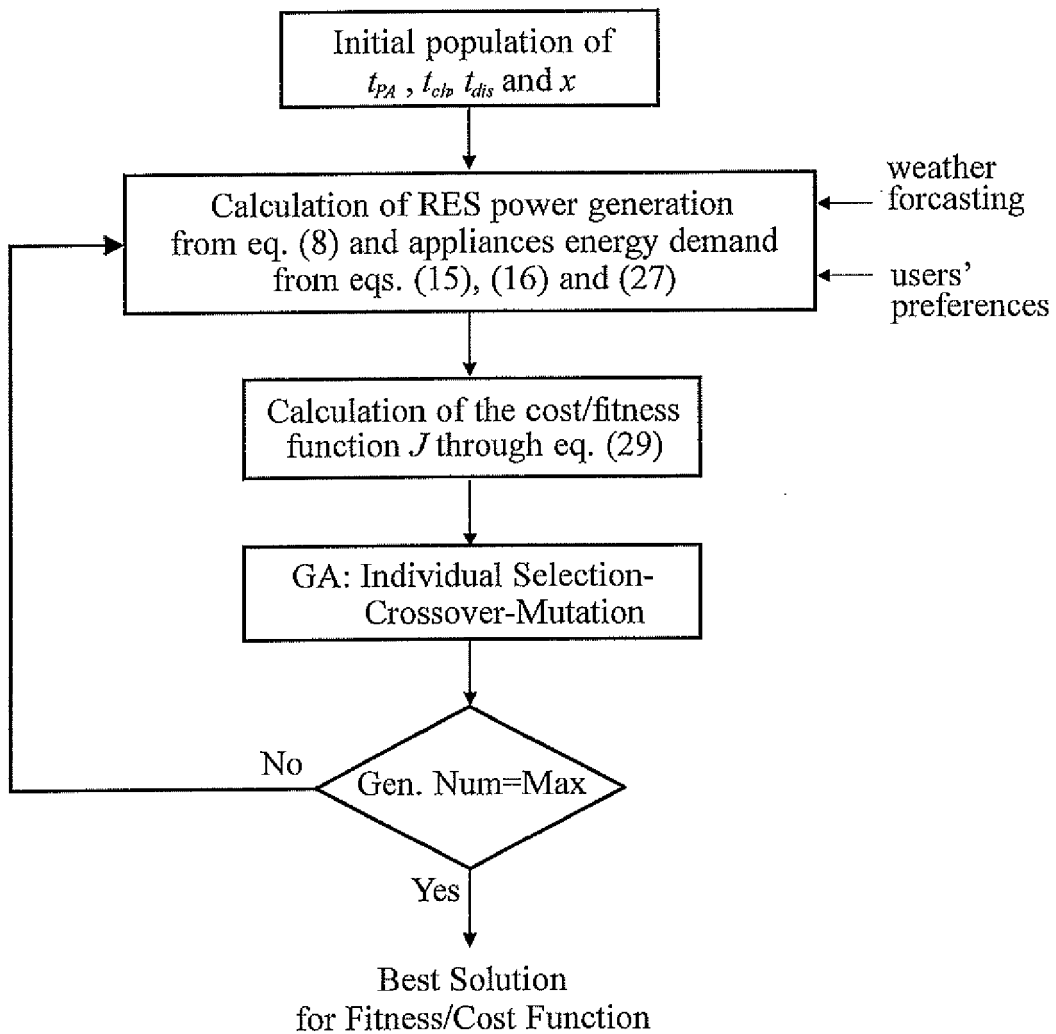 Initial population of
t_PA , t_ch, t_dis and x
weather
forcasting
Calculation of RES power generation
from eq. (8) and appliances energy demand
from eqs. (15), (16) and (27)
users’
preferences
Calculation of the cost/fitness
function J through eq. (29)
GA: Individual Selection-
Crossover-Mutation
No
Gen. Num=Max
Yes
Best Solution
for Fitness/Cost Function